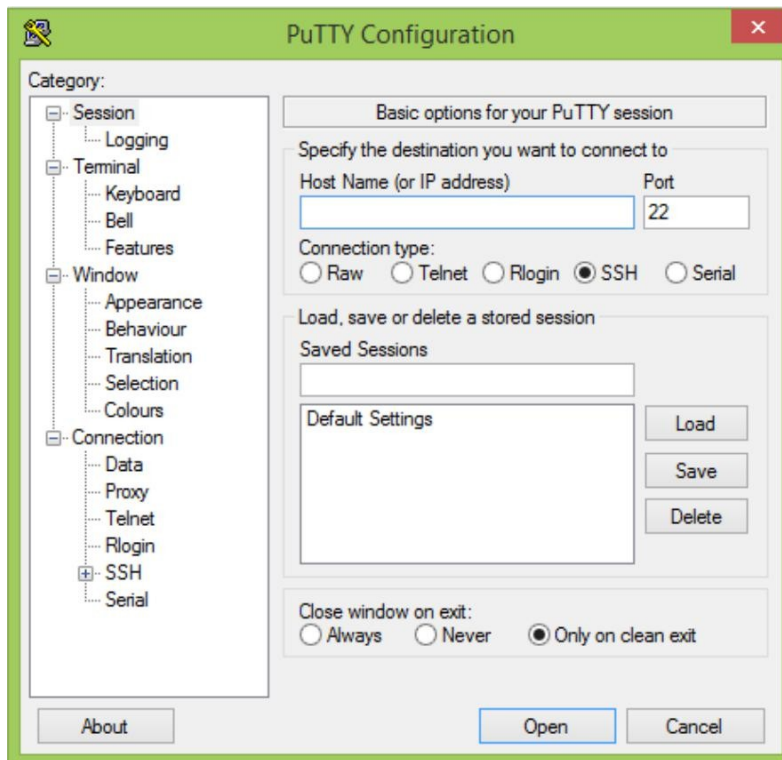 PuTTY Configuration
Category:
Session
Logging
Terminal
Keyboard
Bell
Features
Window
Appearance
Behaviour
Translation
Selection
Colours
Connection
Data
Proxy
Telnet
Rlogin
SSH
Serial
Basic options for your PuTTY session
Specify the destination you want to connect to
Host Name (or IP address) Port
22
Connection type:
Raw Telnet Rlogin SSH Serial
Load, save or delete a stored session
Saved Sessions
Default Settings
Load
Save
Delete
Close window on exit:
Always Never Only on clean exit
About Open Cancel